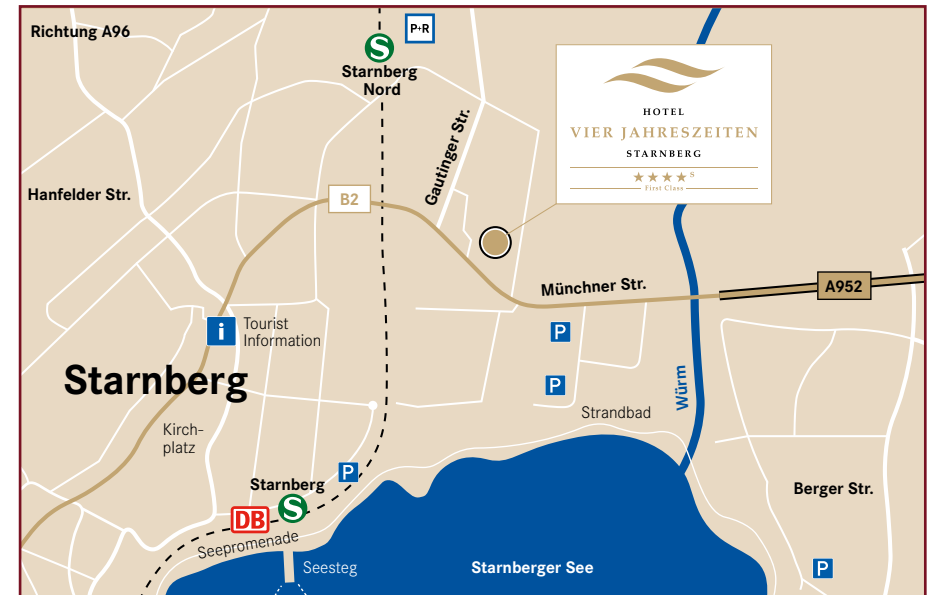 Richtung A96
P+R
S
Starnberg
Nord
Gautinger Str.
HOTEL
VIER JAHRESZEITEN
STARNBERG
★★★★S
First Class
Hanfelder Str.
B2
Münchner Str.
A952
i
Tourist
Information
P
Starnberg
P
Würm
Strandbad
Kirch-
platz
P
Starnberg
S
DB
Berger Str.
Seepromenade
Seesteg
Starnberger See
P